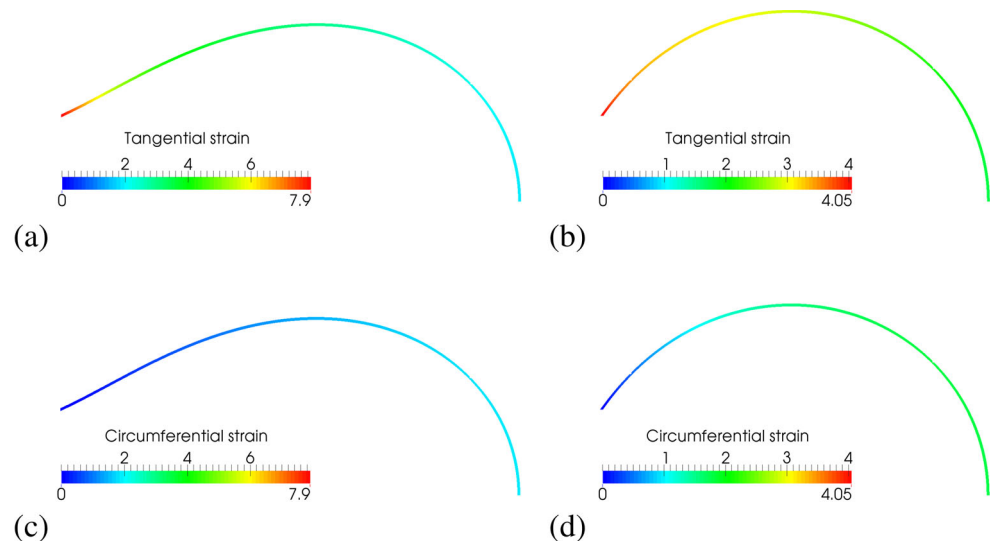 Tangential strain
2 4 6
0 7.9
(a)
Tangential strain
1 2 3 4
0 4.05
(b)
Circumferential strain
2 4 6
0 7.9
(c)
Circumferential strain
1 2 3 4
0 4.05
(d)